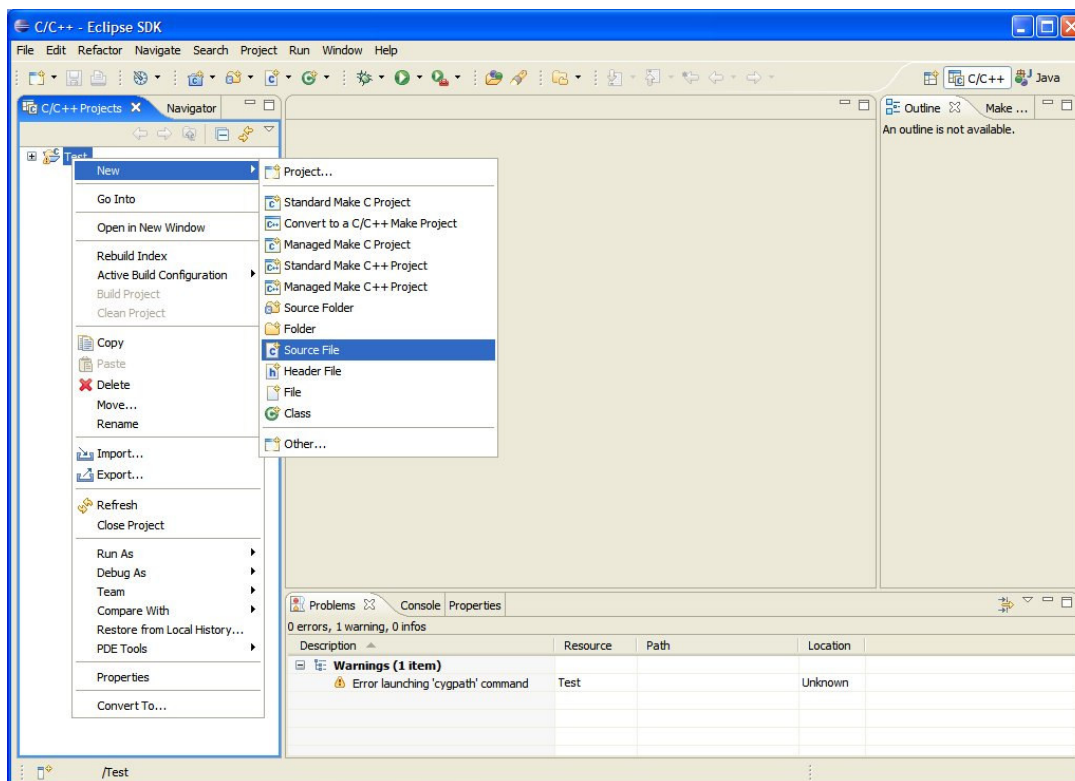 C/C++ - Eclipse SDK
File Edit Refactor Navigate Search Project Run Window Help
C/C++ Java
C/C++ Projects Navigator
Outline Make ...
An outline is not available.
Test
New
Go Into
Open in New Window
Rebuild Index
Active Build Configuration
Build Project
Clean Project
Copy
Paste
Delete
Move...
Rename
Import...
Export...
Refresh
Close Project
Run As
Debug As
Team
Compare With
Restore from Local History...
PDE Tools
Properties
Convert To...
Project...
Standard Make C Project
Convert to a C/C++ Make Project
Managed Make C Project
Standard Make C++ Project
Managed Make C++ Project
Source Folder
Folder
Source File
Header File
File
Class
Other...
Problems Console Properties
0 errors, 1 warning, 0 infos
Description Resource Path Location
Warnings (1 item)
Error launching 'cygpath' command Test Unknown
/Test